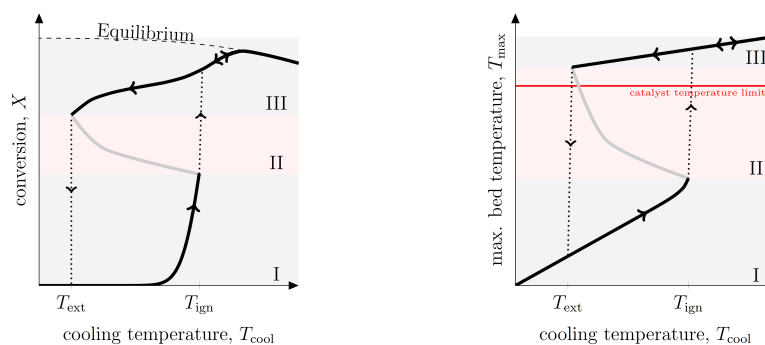 Equilibrium
conversion, X
III
II
I
T_ext
T_ign
cooling temperature, T_cool
max. bed temperature, T_max
III
catalyst temperature limit
II
I
T_ext
T_ign
cooling temperature, T_cool